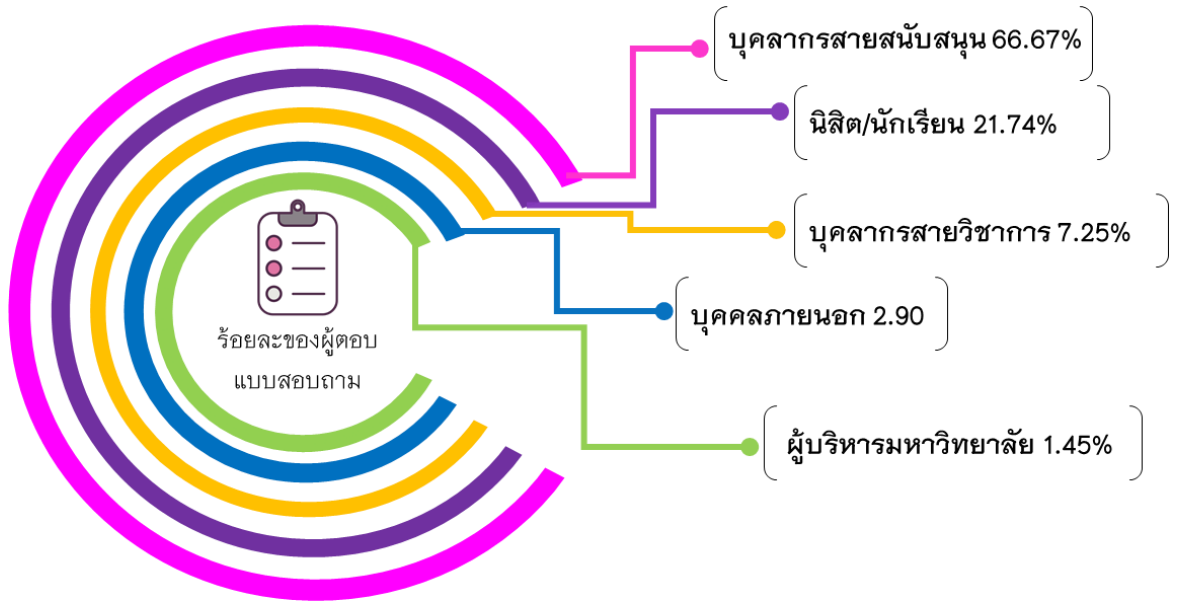 บุคลากรสายสนับสนุน 66.67%
นิสิต/นักเรียน 21.74%
บุคลากรสายวิชาการ 7.25%
บุคคลภายนอก 2.90
ผู้บริหารมหาวิทยาลัย 1.45%
ร้อยละของผู้ตอบ
แบบสอบถาม